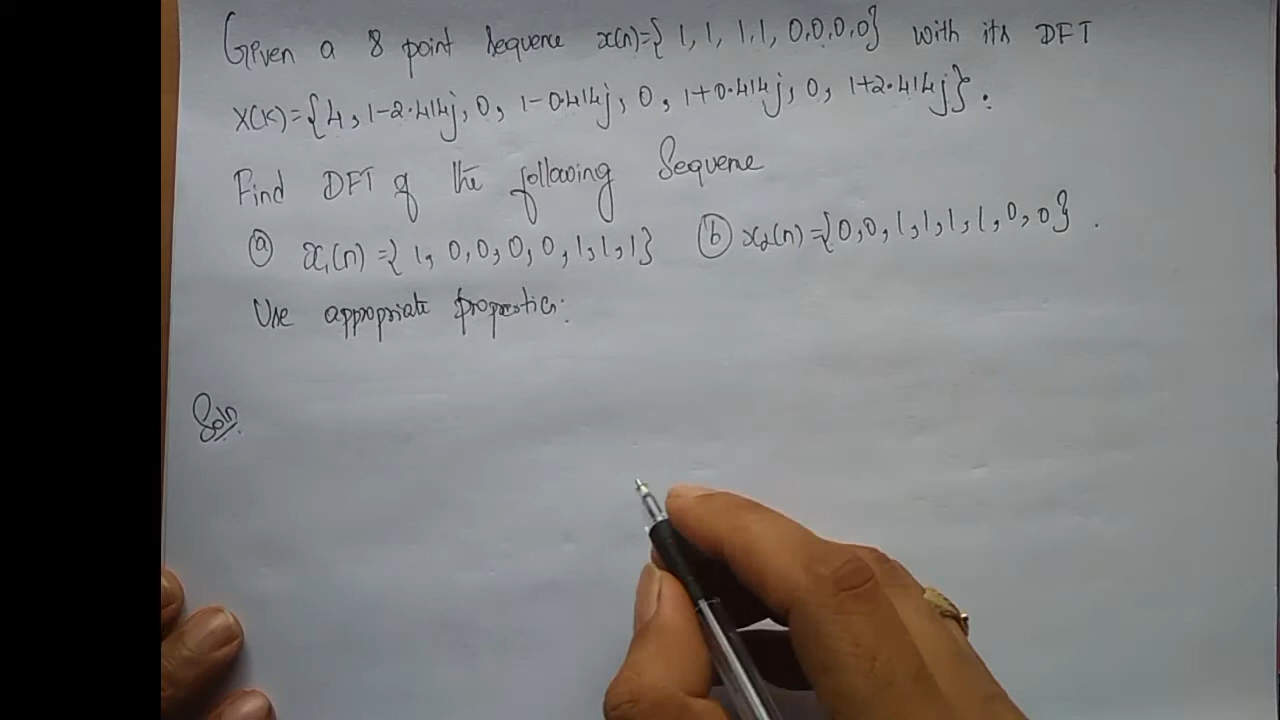 Given a 8 point Sequence x(n)={ 1, 1, 1, 1, 0, 0, 0, 0} with its DFT
X(K)={4, 1-2.414j, 0, 1-0.414j, 0, 1+0.414j, 0, 1+2.414j}.
Find DFT of the following Sequence
ⓐ x₁(n)={ 1, 0, 0, 0, 0, 1, 1, 1} ⓑ x₂(n)={0, 0, 1, 1, 1, 1, 0, 0}.
Use appropriate properties:
Soln.